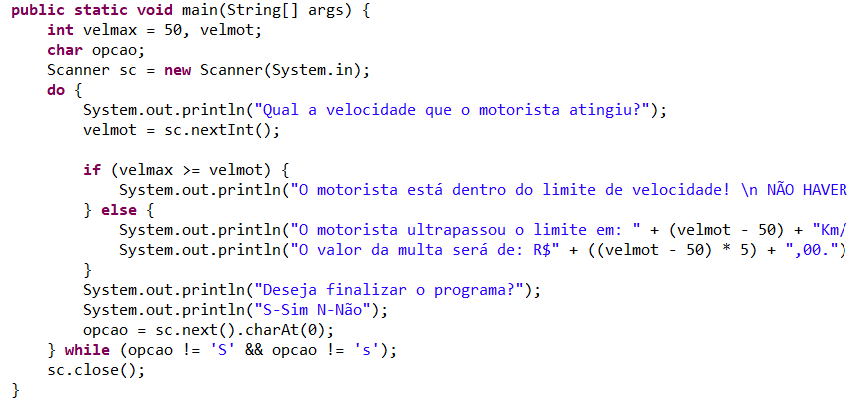 public static void main(String[] args) {
int velmax = 50, velmot;
char opcao;
Scanner sc = new Scanner(System.in);
do {
System.out.println("Qual a velocidade que o motorista atingiu?");
velmot = sc.nextInt();
if (velmax >= velmot) {
System.out.println("O motorista está dentro do limite de velocidade! \n NÃO HAVER
} else {
System.out.println("O motorista ultrapassou o limite em: " + (velmot - 50) + "Km/
System.out.println("O valor da multa será de: R$" + ((velmot - 50) * 5) + ",00.")
}
System.out.println("Deseja finalizar o programa?");
System.out.println("S-Sim N-Não");
opcao = sc.next().charAt(0);
} while (opcao != 'S' && opcao != 's');
sc.close();
}